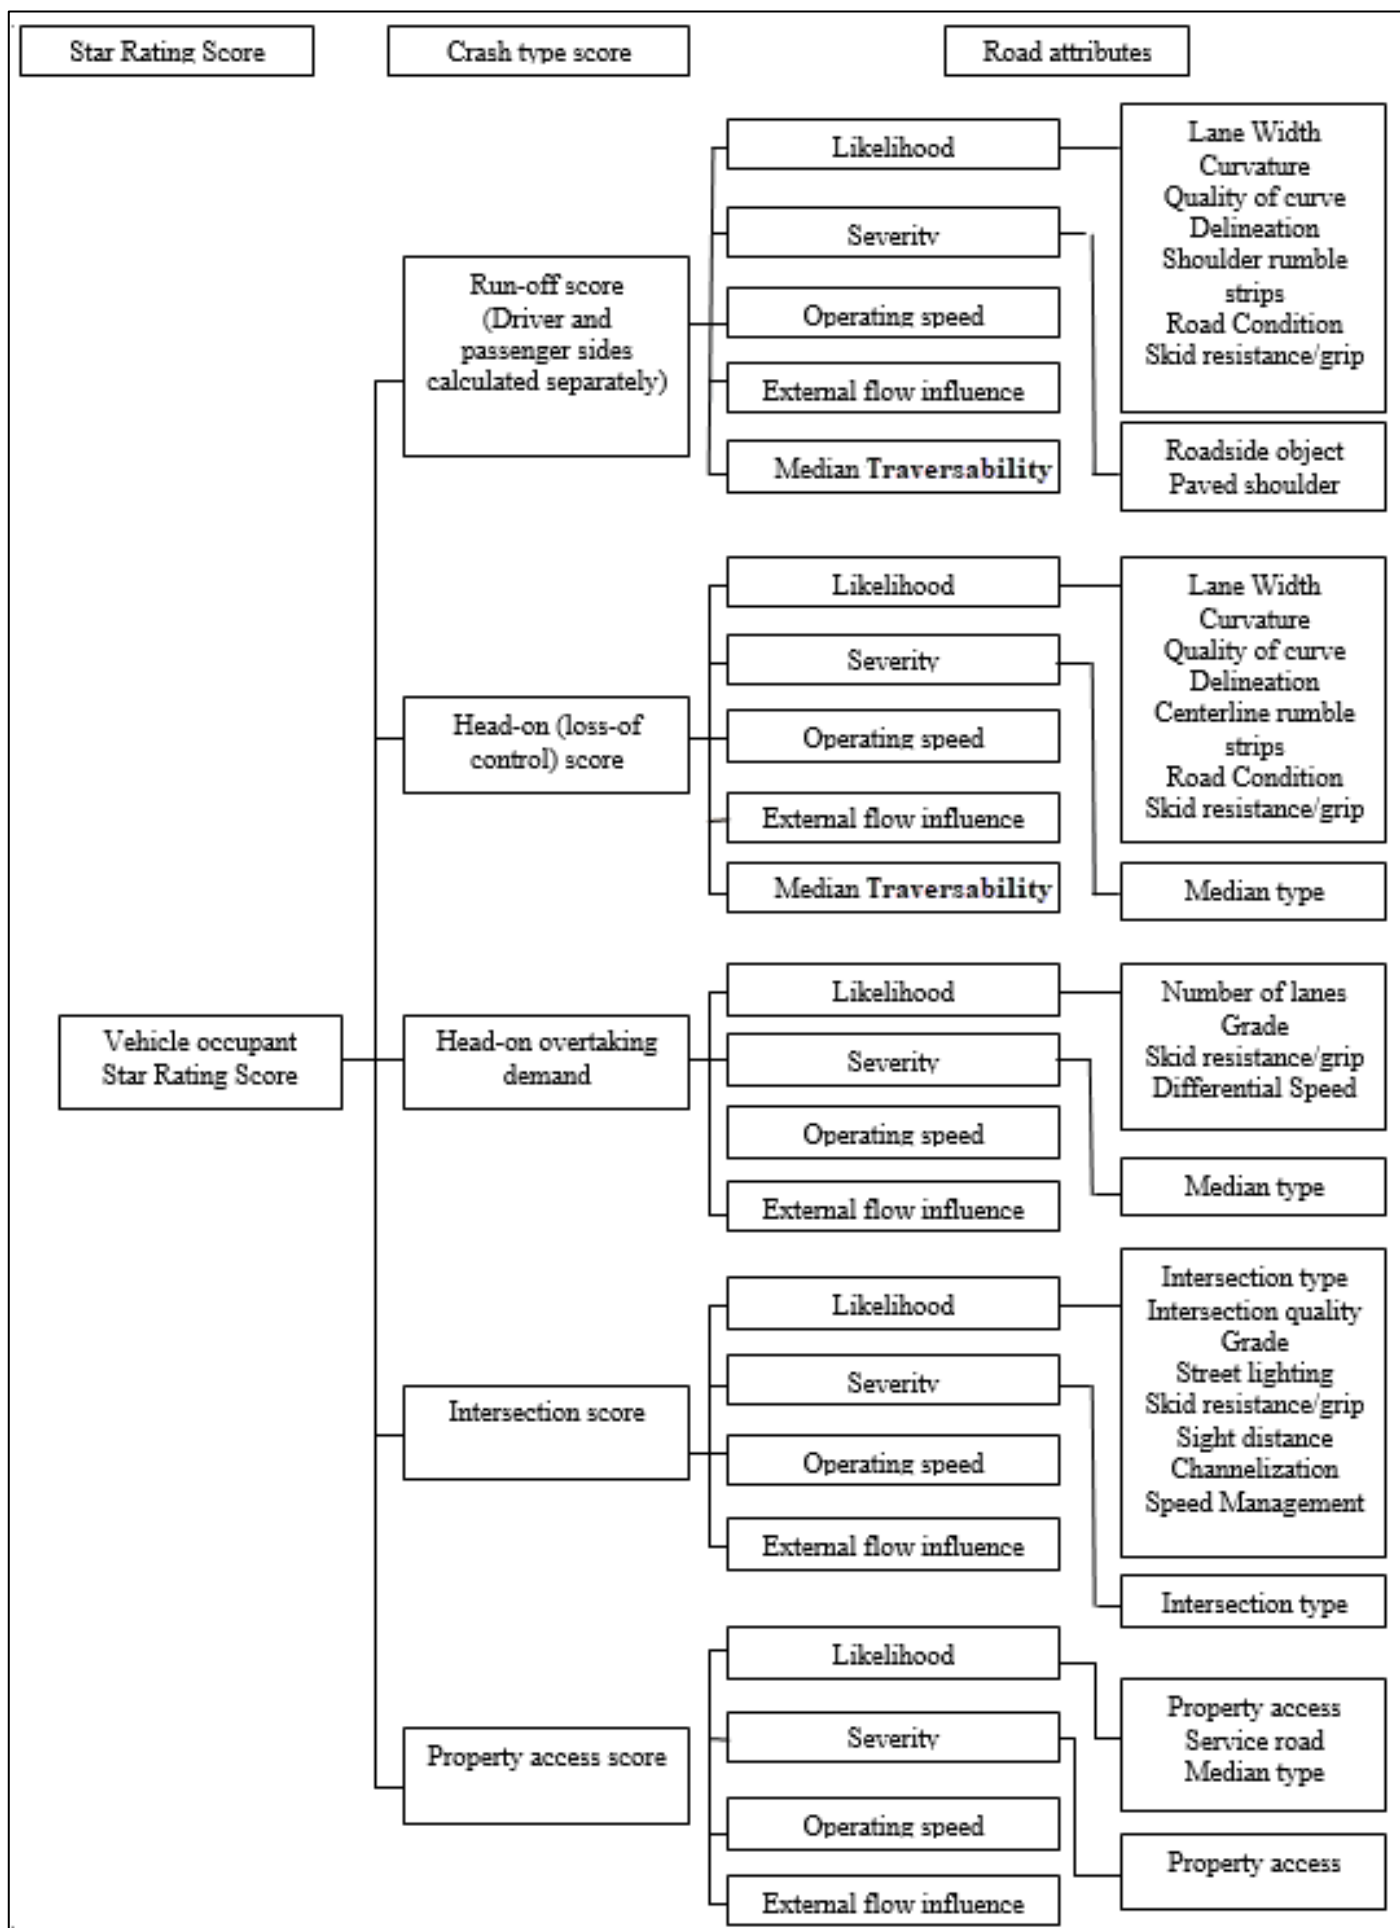 Star Rating Score
Crash type score
Road attributes
Vehicle occupant
Star Rating Score
Run-off score
(Driver and
passenger sides
calculated separately)
Likelihood
Severity
Operating speed
External flow influence
Median Traversability
Lane Width
Curvature
Quality of curve
Delineation
Shoulder rumble
strips
Road Condition
Skid resistance/grip
Roadside object
Paved shoulder
Head-on (loss-of
control) score
Likelihood
Severity
Operating speed
External flow influence
Median Traversability
Lane Width
Curvature
Quality of curve
Delineation
Centerline rumble
strips
Road Condition
Skid resistance/grip
Median type
Head-on overtaking
demand
Likelihood
Severity
Operating speed
External flow influence
Number of lanes
Grade
Skid resistance/grip
Differential Speed
Median type
Intersection score
Likelihood
Severity
Operating speed
External flow influence
Intersection type
Intersection quality
Grade
Street lighting
Skid resistance/grip
Sight distance
Channelization
Speed Management
Intersection type
Property access score
Likelihood
Severity
Operating speed
External flow influence
Property access
Service road
Median type
Property access